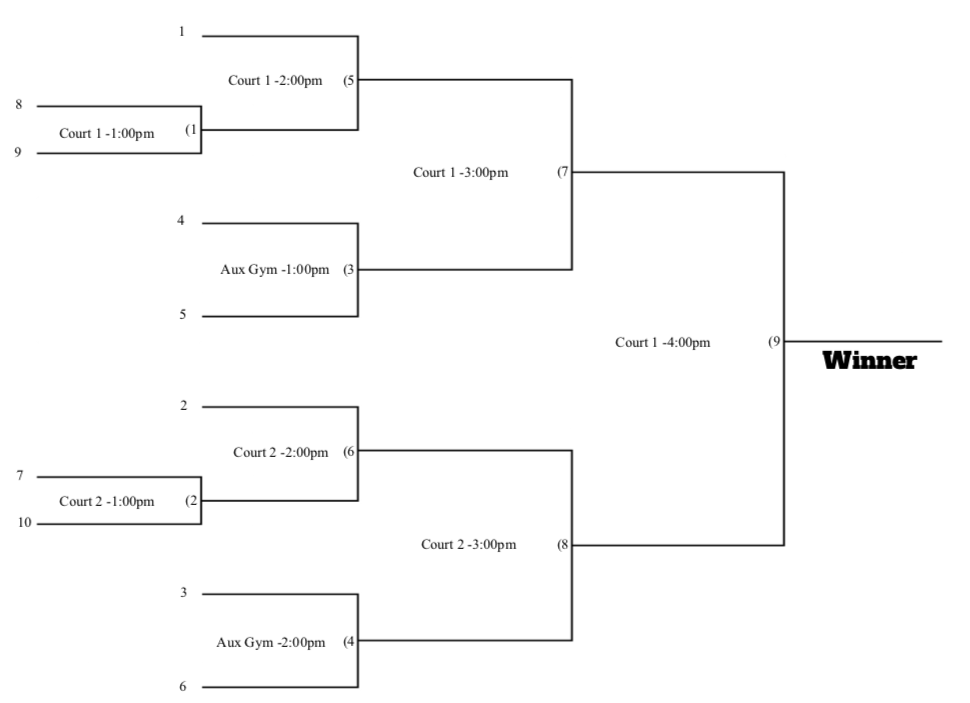 1
Court 1 -2:00pm (5
8
Court 1 -1:00pm (1
9
Court 1 -3:00pm (7
4
Aux Gym -1:00pm (3
5
Court 1 -4:00pm (9
Winner
2
Court 2 -2:00pm (6
7
Court 2 -1:00pm (2
10
Court 2 -3:00pm (8
3
Aux Gym -2:00pm (4
6